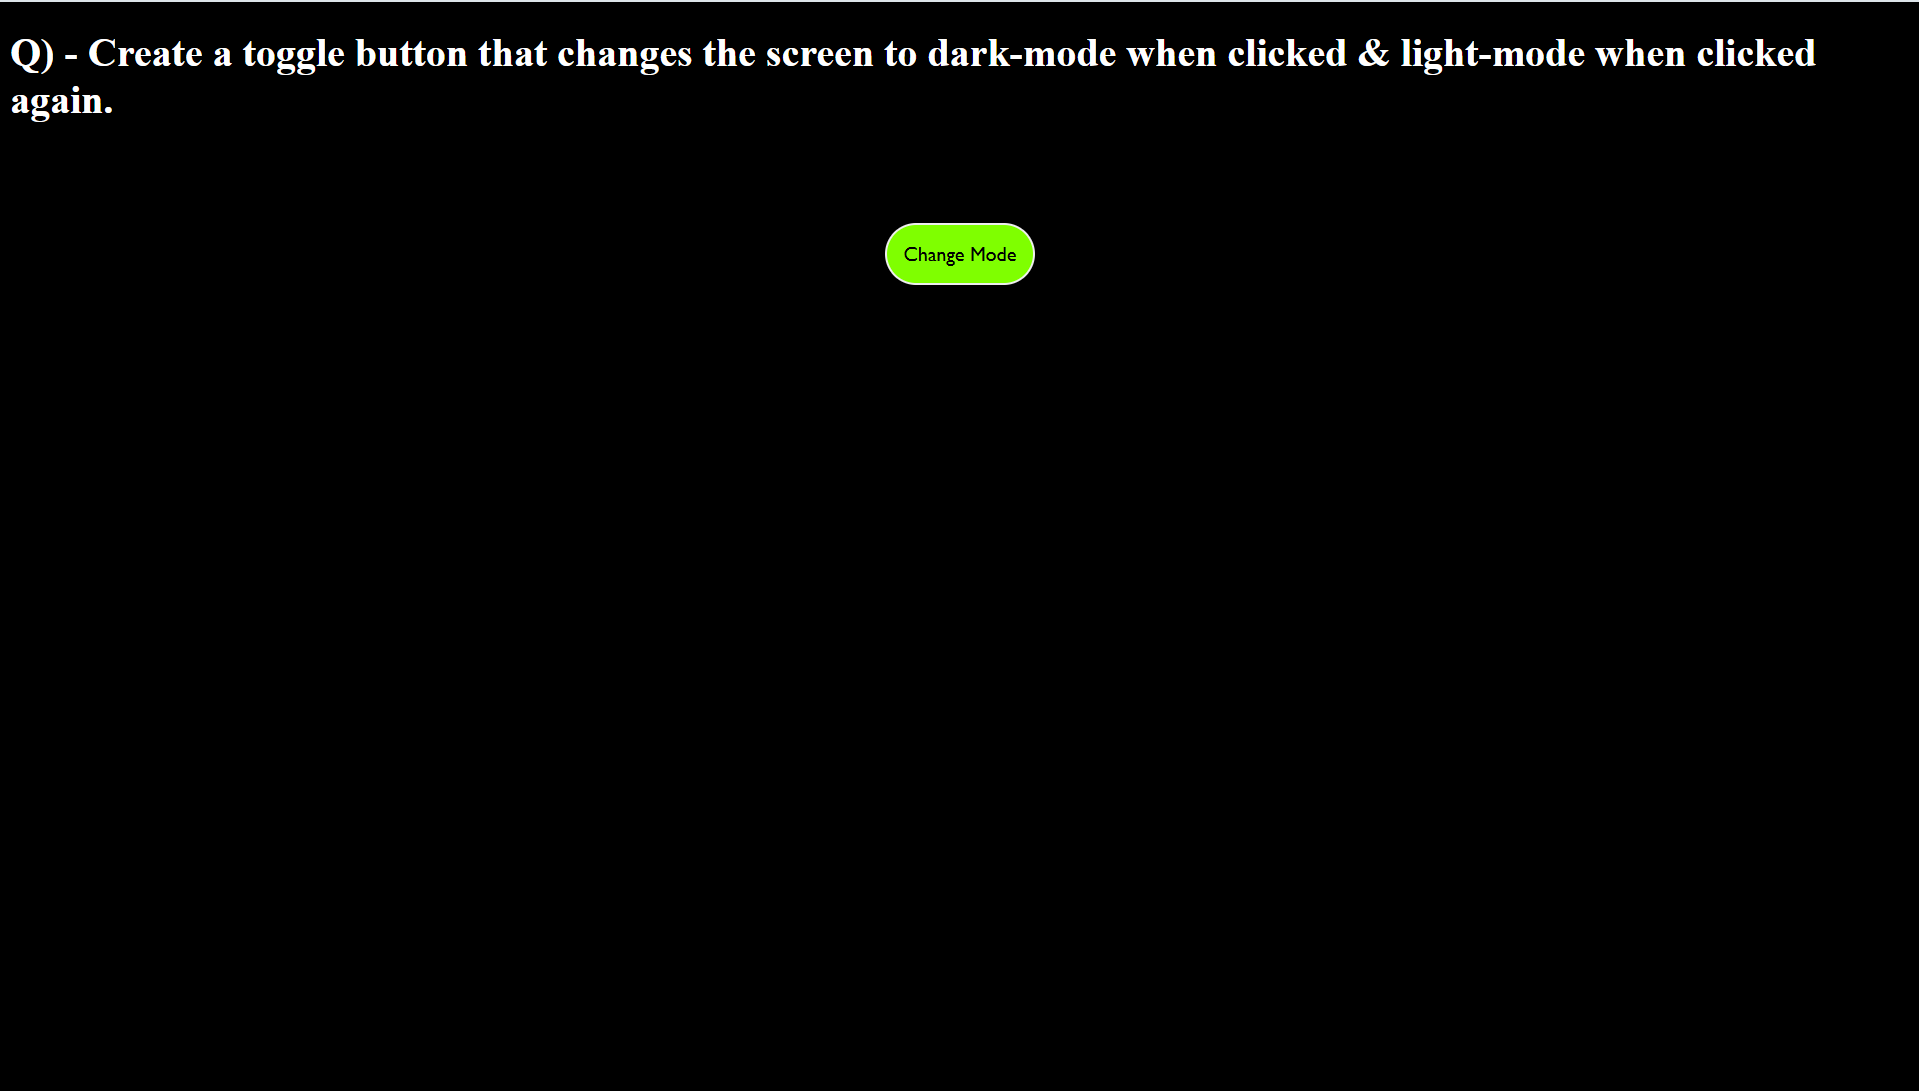 Q) - Create a toggle button that changes the screen to dark-mode when clicked & light-mode when clicked
again.
Change Mode